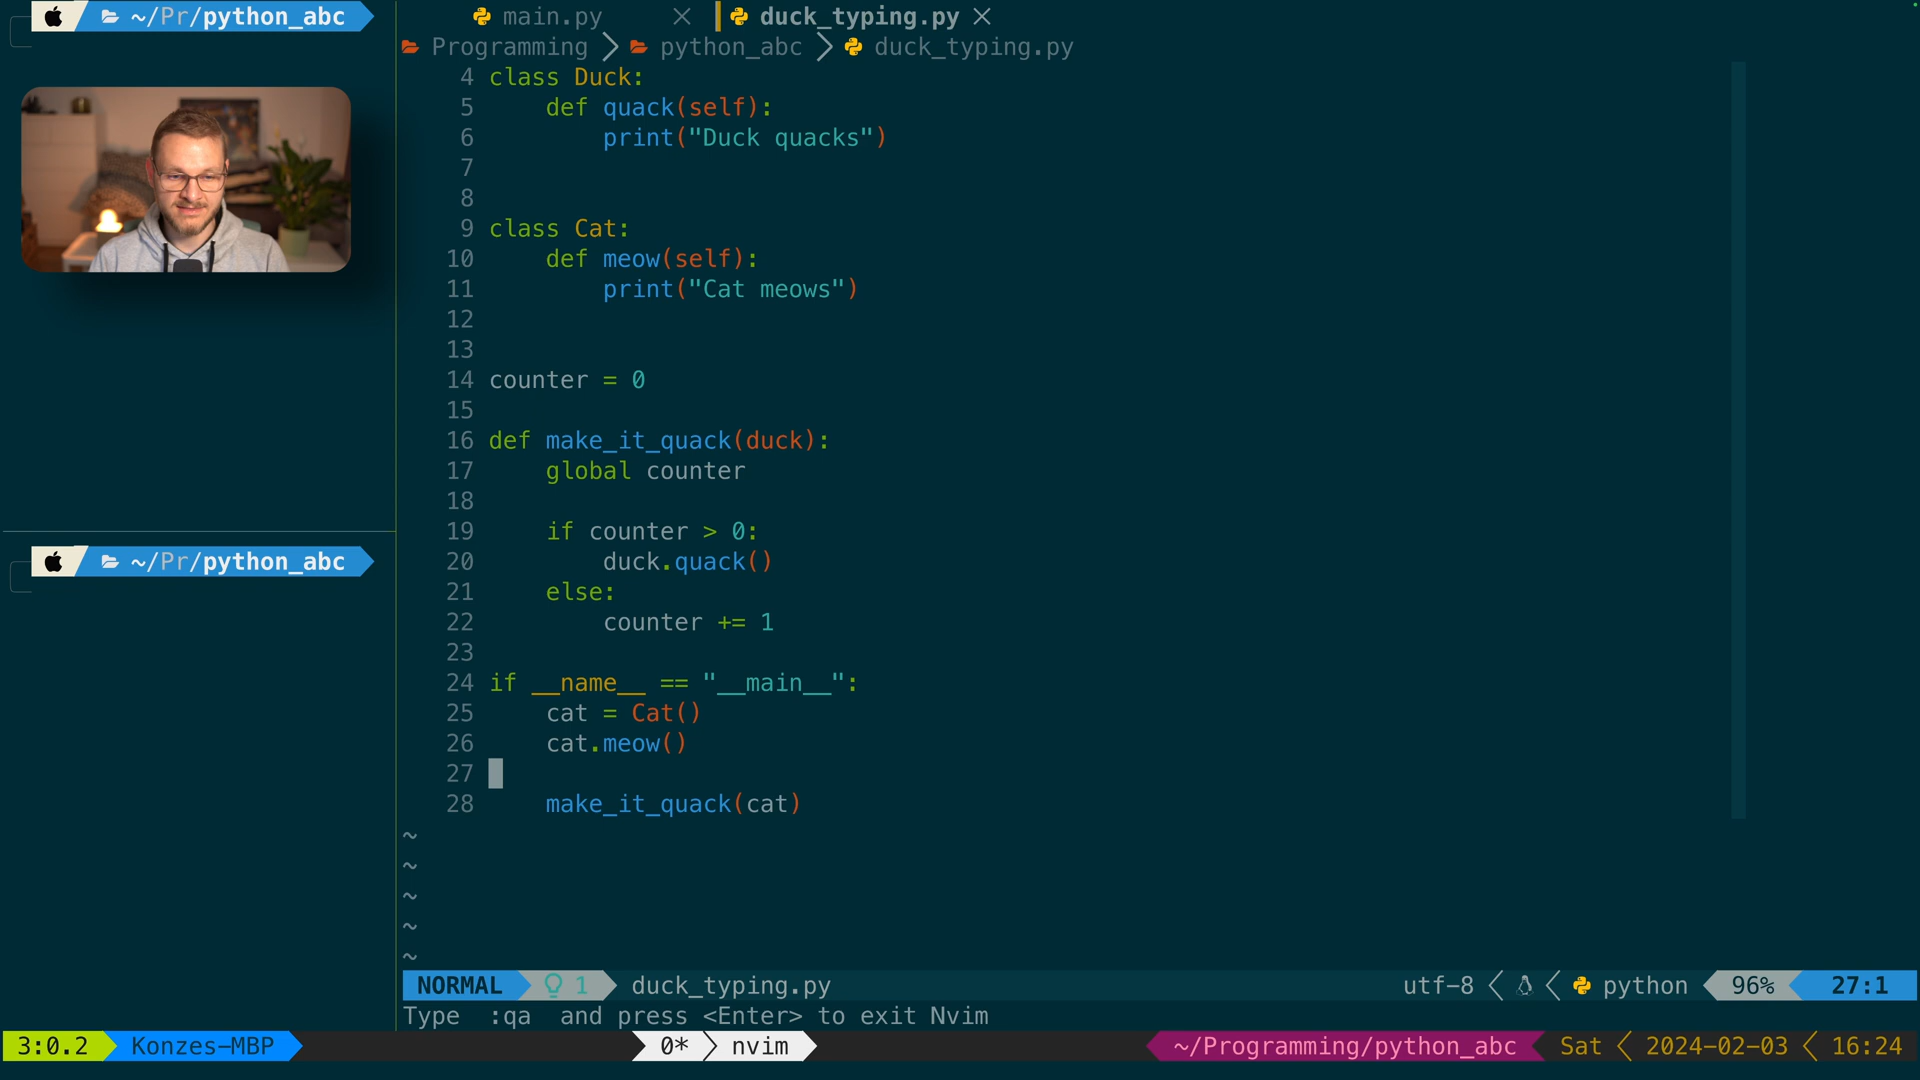 ~/Pr/python_abc
main.py
duck_typing.py
Programming python_abc duck_typing.py
4 class Duck:
5     def quack(self):
6         print("Duck quacks")
7
8
9 class Cat:
10     def meow(self):
11         print("Cat meows")
12
13
14 counter = 0
15
16 def make_it_quack(duck):
17     global counter
18
19     if counter > 0:
20         duck.quack()
21     else:
22         counter += 1
23
24 if __name__ == "__main__":
25     cat = Cat()
26     cat.meow()
27
28     make_it_quack(cat)
~
~
~
~
~
~/Pr/python_abc
NORMAL 1 duck_typing.py utf-8 python 96% 27:1
Type  :qa  and press <Enter> to exit Nvim
3:0.2 Konzes-MBP 0* nvim ~/Programming/python_abc Sat 2024-02-03 16:24